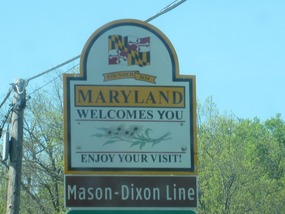 MARYLAND
WELCOMES YOU
ENJOY YOUR VISIT!
Mason-Dixon Line